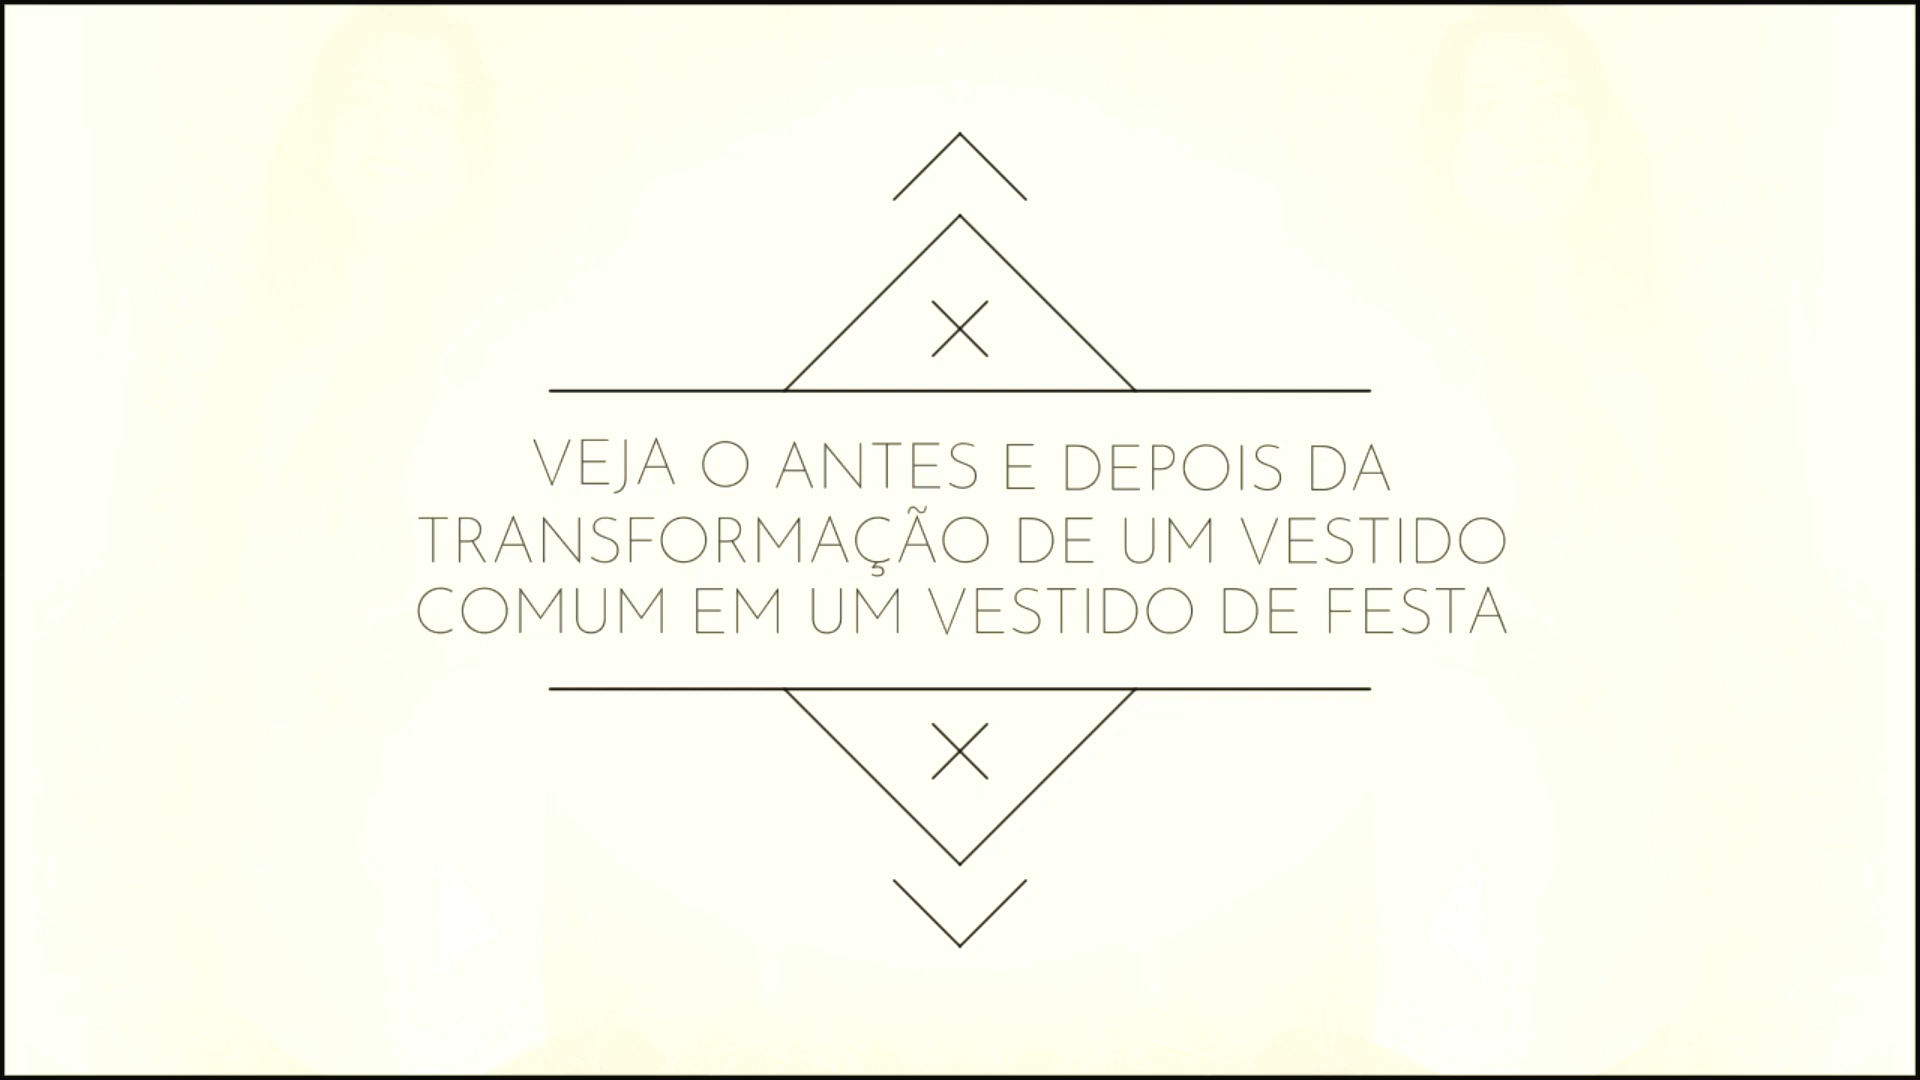 VEJA O ANTES E DEPOIS DA
TRANSFORMAÇÃO DE UM VESTIDO
COMUM EM UM VESTIDO DE FESTA